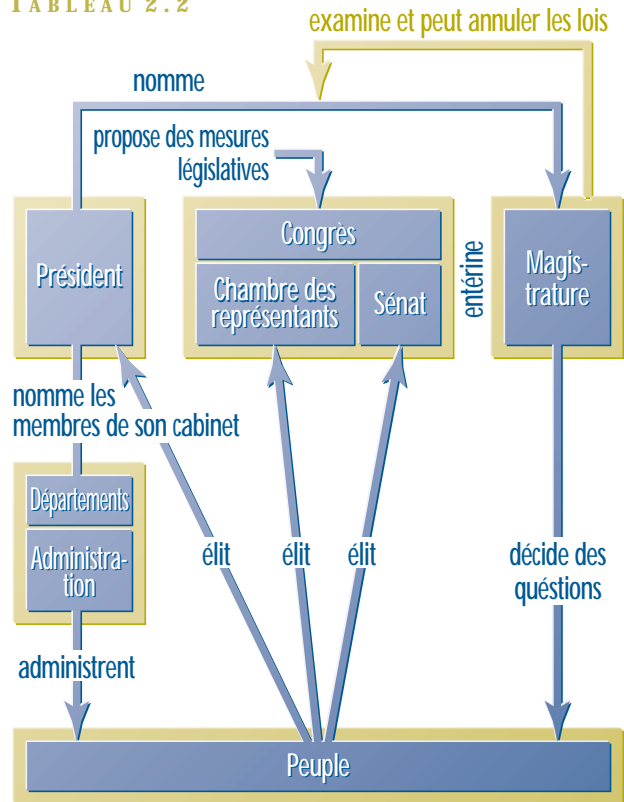 TABLEAU 2.2
examine et peut annuler les lois
nomme
propose des mesures
législatives
Président
Congrès
Chambre des
représentants
Sénat
entérine
Magis-
trature
nomme les
membres de son cabinet
Départements
Administra-
tion
élit
élit
élit
décide des
quéstions
administrent
Peuple